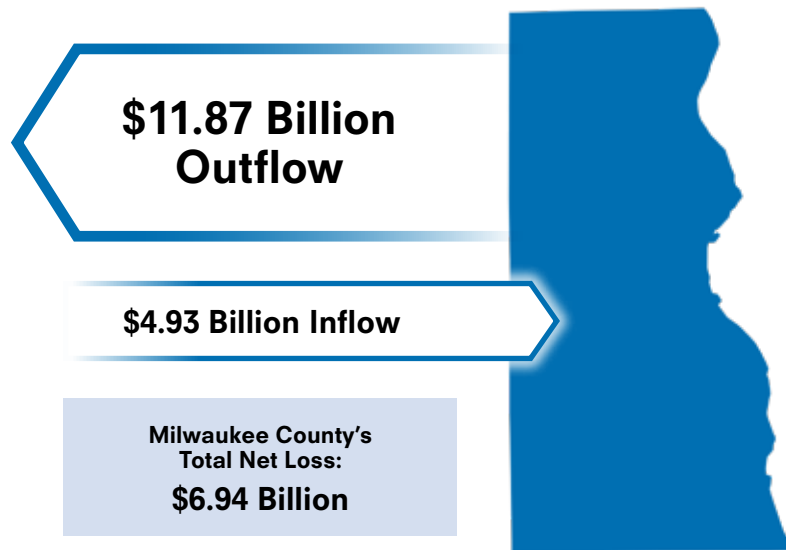 $11.87 Billion
Outflow
$4.93 Billion Inflow
Milwaukee County’s
Total Net Loss:
$6.94 Billion